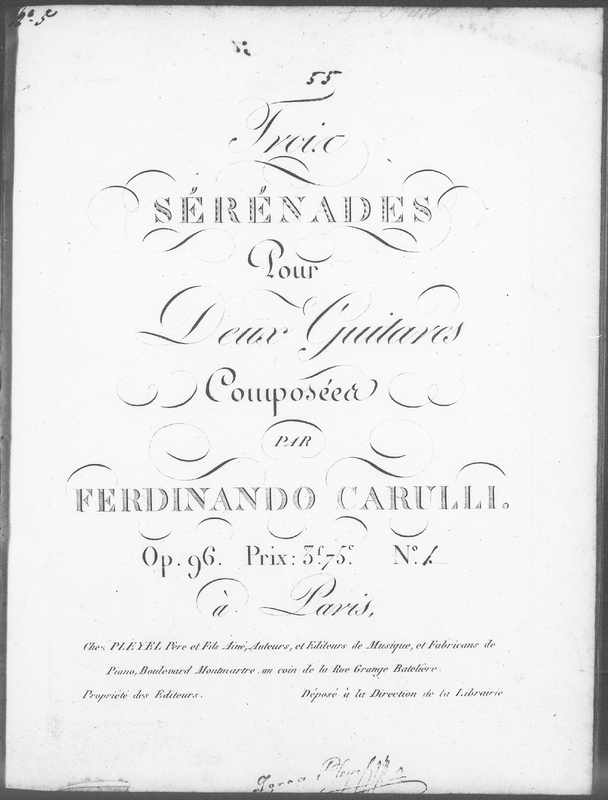 55
Trois
SÉRÉNADES
Pour
Deux Guitares
Composées
PAR
FERDINANDO CARULLI.
Op. 96. Prix: 3f.75c. No. 1.
à Paris,
Chez PLEYEL Père et Fils Ainé, Auteurs, et Editeurs de Musique, et Fabricans de
Piano, Boulevard Montmartre au coin de la Rue Grange Batelière.
Propriété des Editeurs. Déposé à la Direction de la Librairie